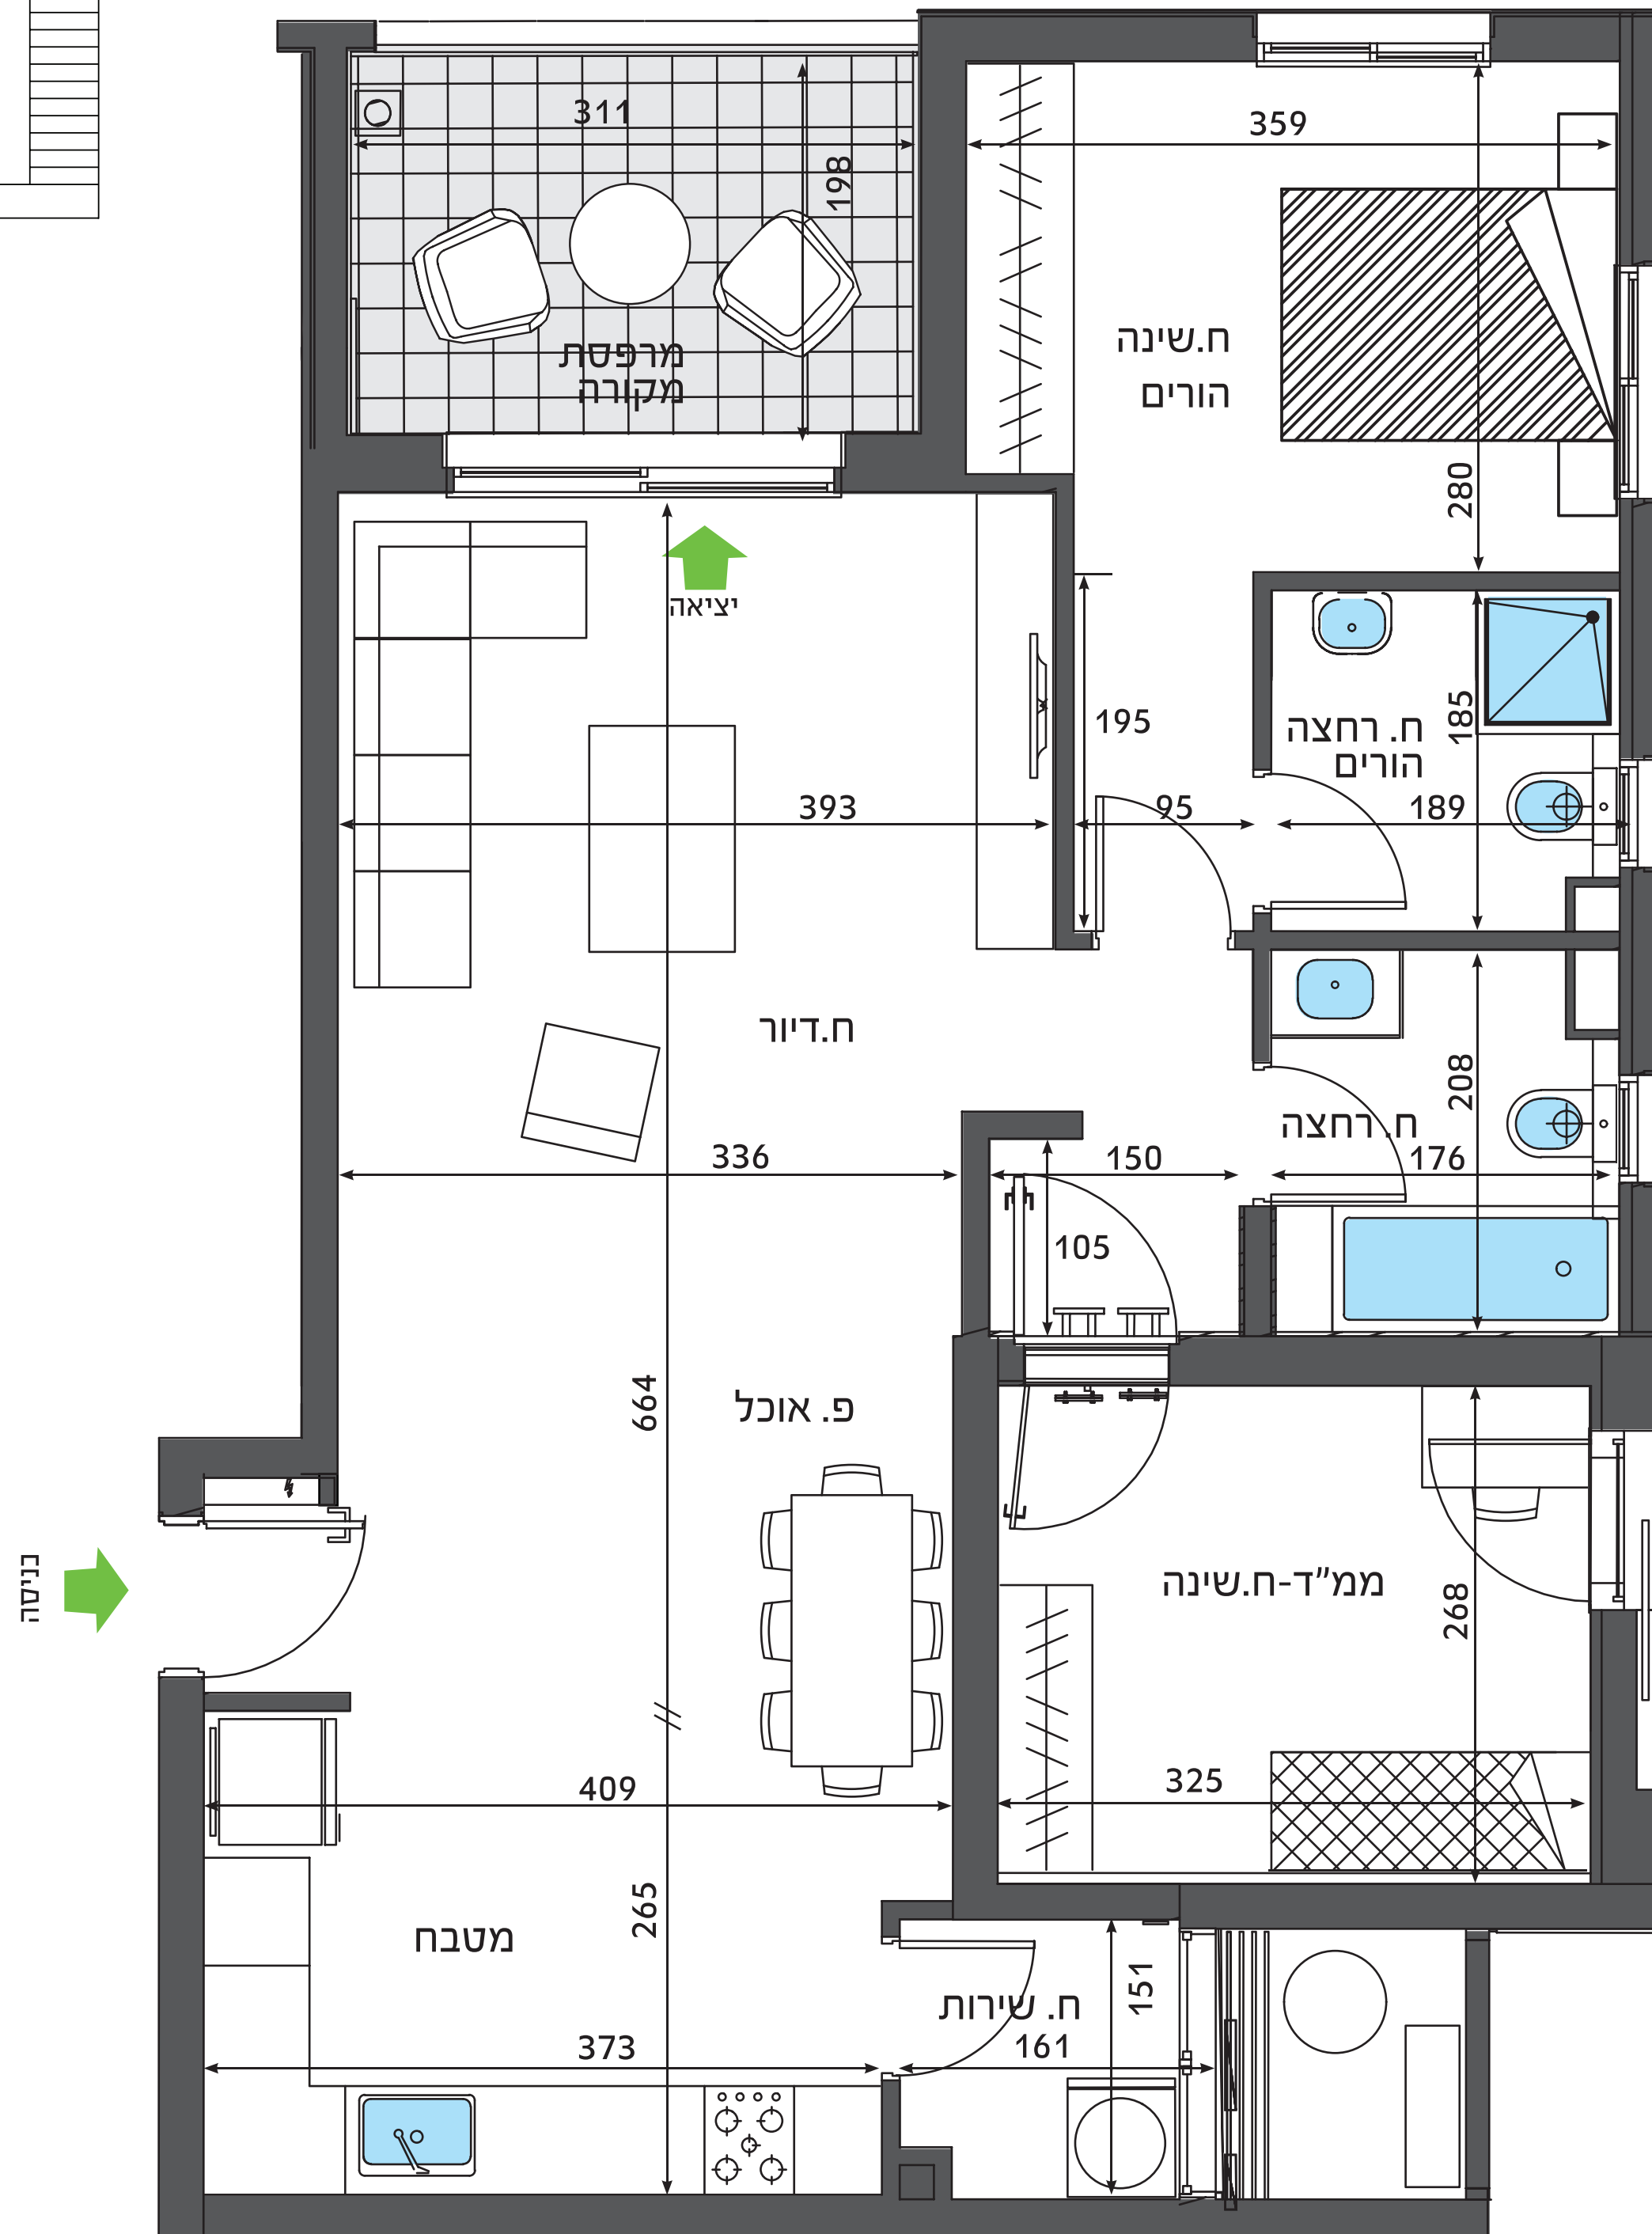 311
198
359
מרפסת
מקורה
ח.שינה
הורים
280
יציאה
195
ח. רחצה
הורים
185
393
95
189
ח.דיור
208
ח. רחצה
336
150
176
105
664
פ. אוכל
כניסה
ממ"ד-ח.שינה
268
409
325
265
מטבח
ח. שירות
151
373
161